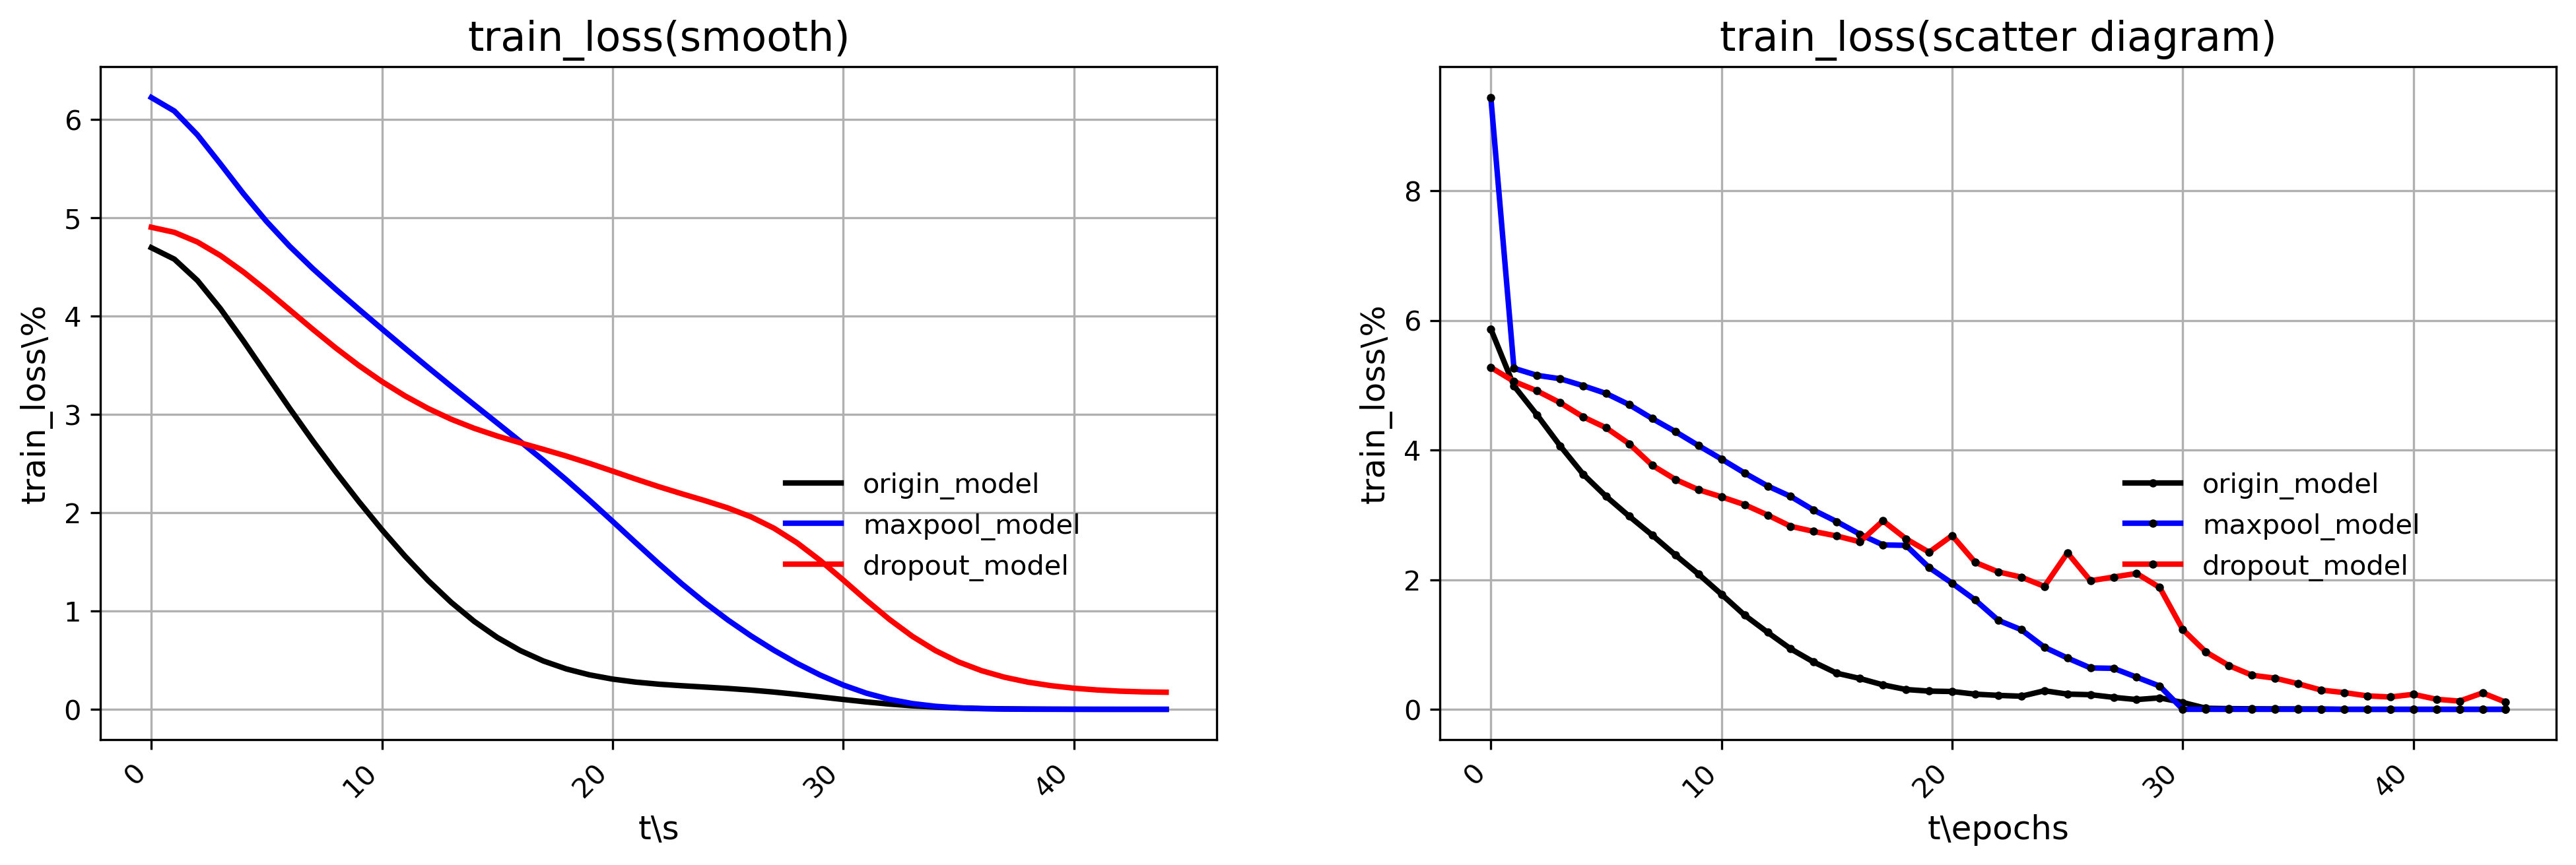 train_loss(smooth)
train_loss\%
6
5
4
3
2
1
0
origin_model
maxpool_model
dropout_model
0
10
20
30
40
t\s
train_loss(scatter diagram)
train_loss\%
8
6
4
2
0
origin_model
maxpool_model
dropout_model
0
10
20
30
40
t\epochs